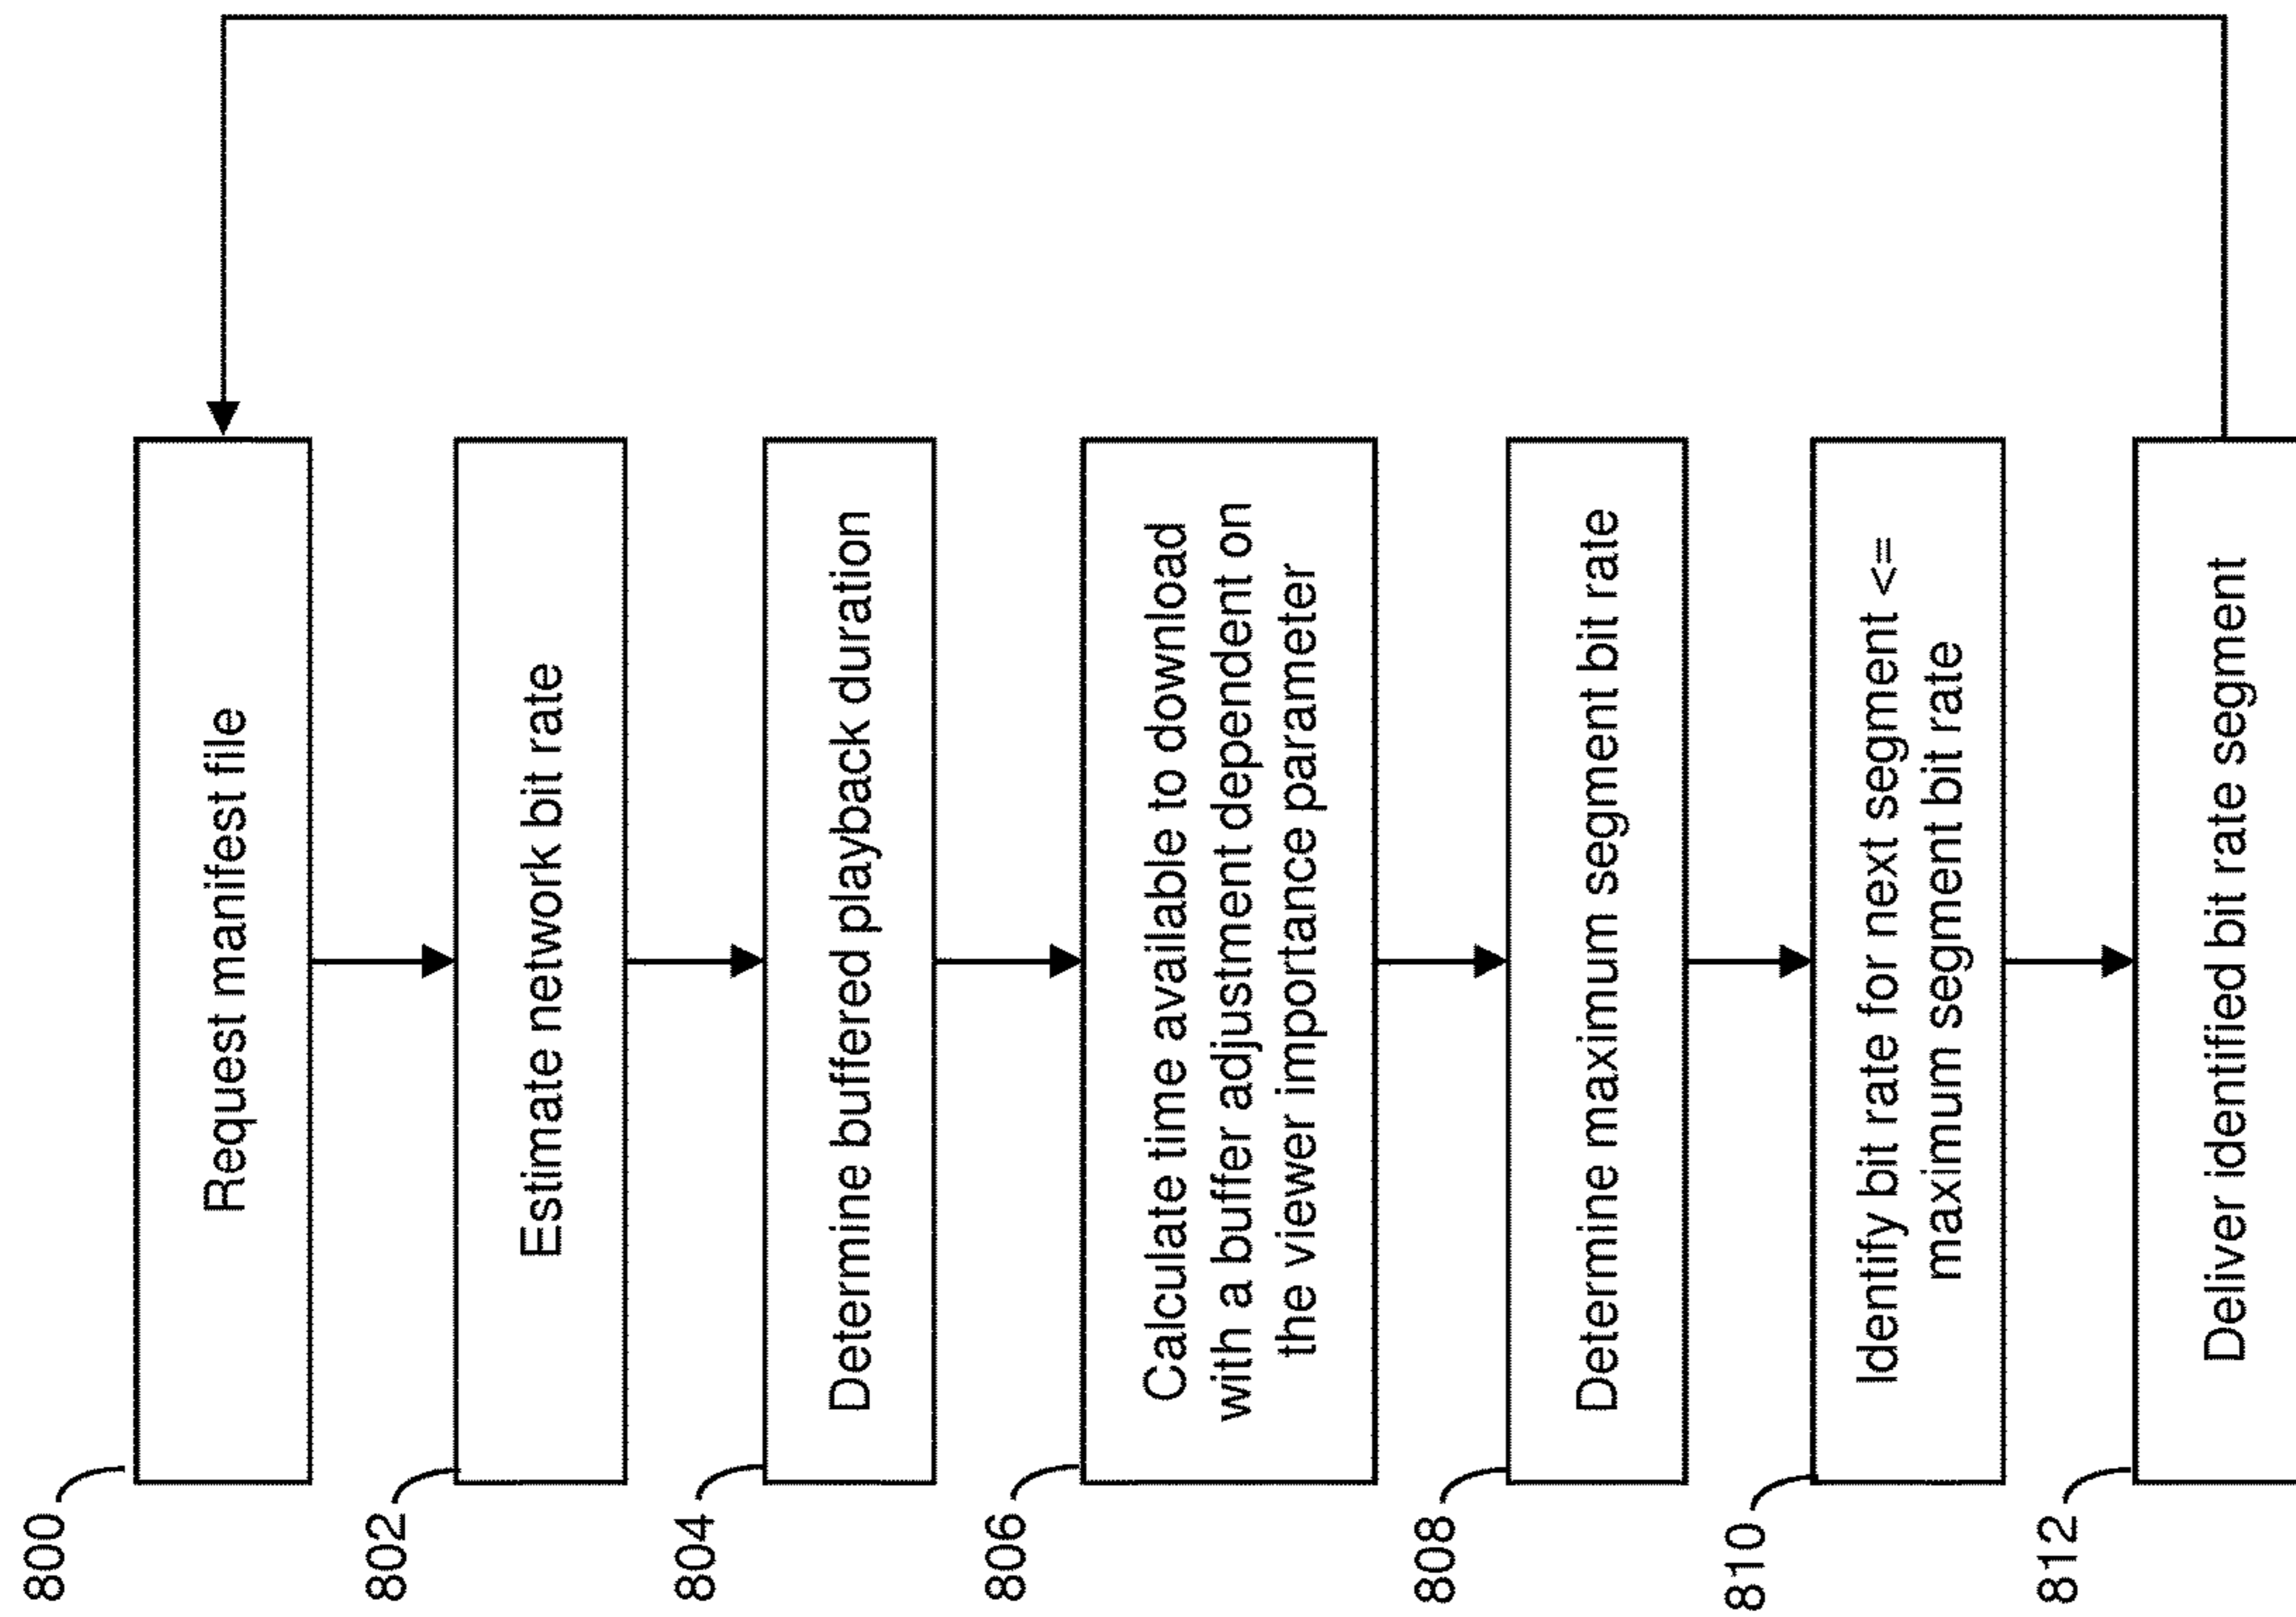 800
Request manifest file
802
Estimate network bit rate
804
Determine buffered playback duration
806
Calculate time available to download
with a buffer adjustment dependent on
the viewer importance parameter
808
Determine maximum segment bit rate
810
Identify bit rate for next segment <=
maximum segment bit rate
812
Deliver identified bit rate segment